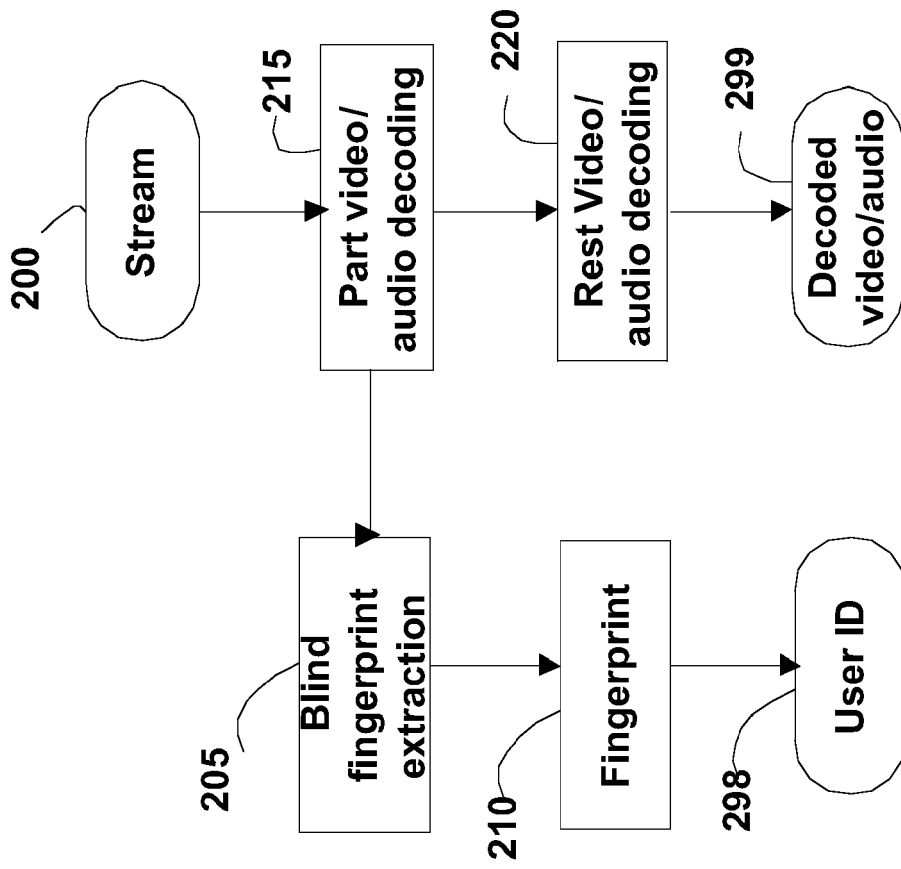 200
Stream
215
Part video/
audio decoding
220
Rest Video/
audio decoding
299
Decoded
video/audio
205
Blind
fingerprint
extraction
210
Fingerprint
298
User ID